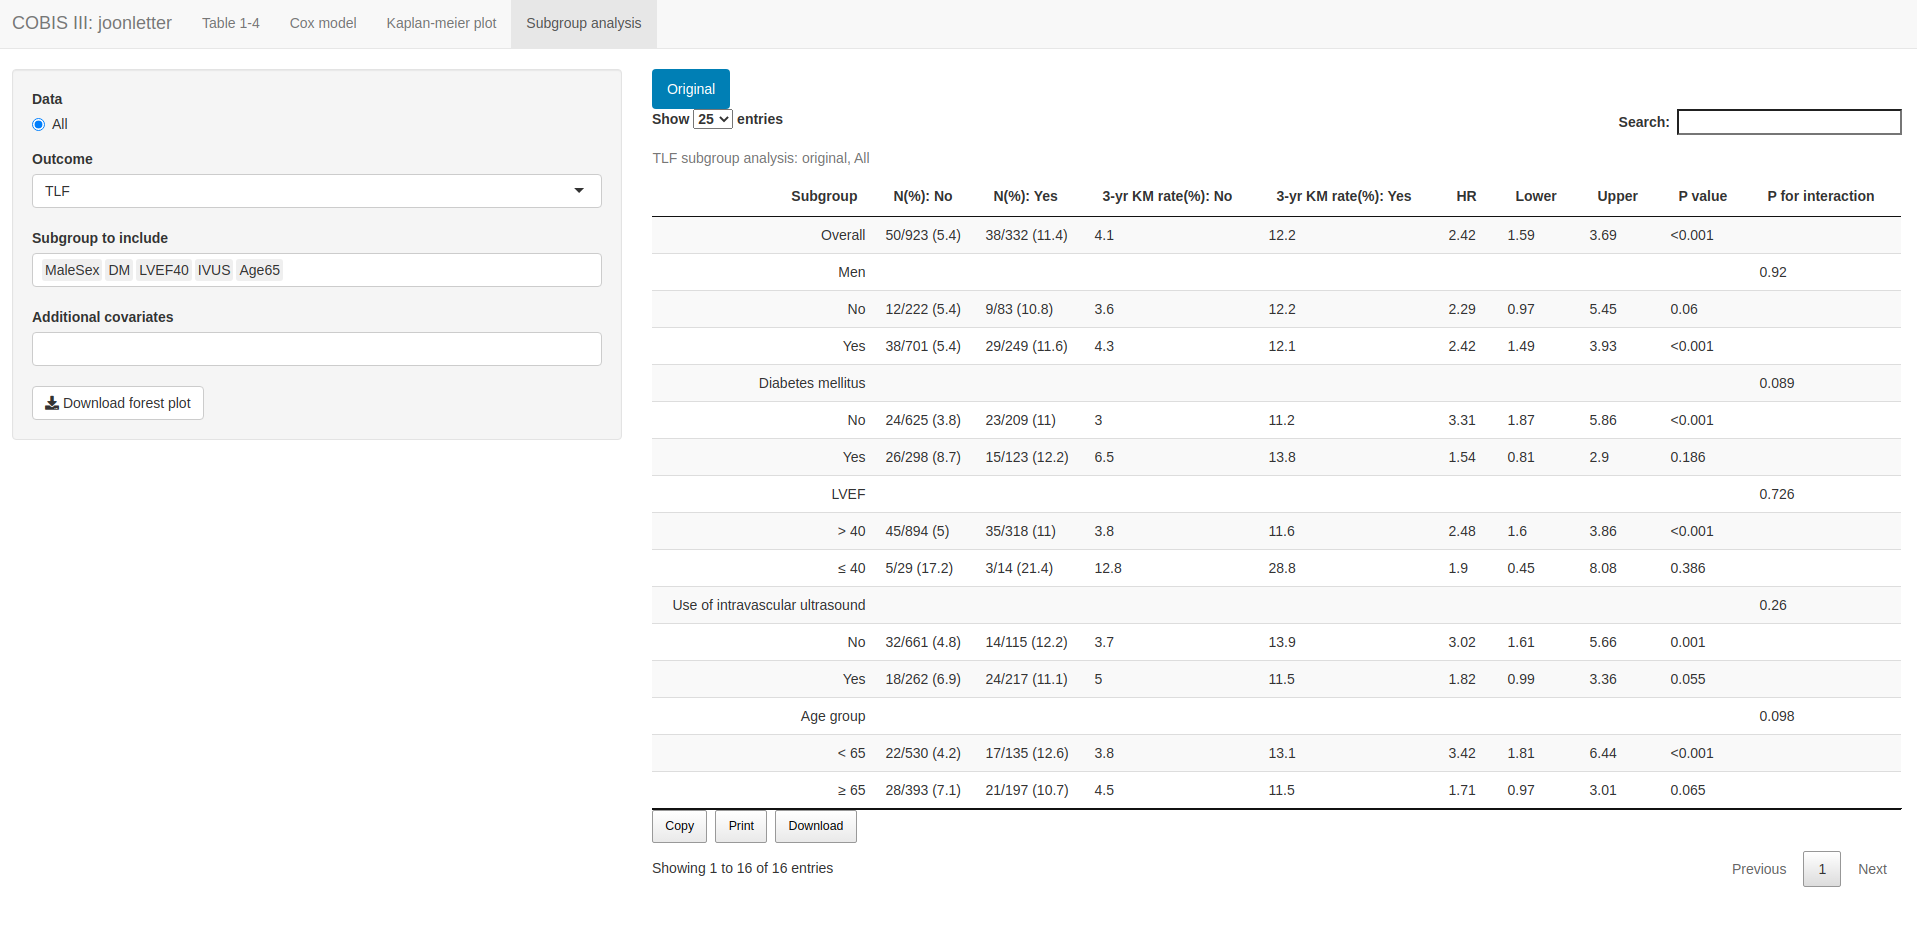 COBIS III: joonletter Table 1-4 Cox model Kaplan-meier plot Subgroup analysis
Data
All
Outcome
TLF
Subgroup to include
MaleSex DM LVEF40 IVUS Age65
Additional covariates
Download forest plot
Original
Show 25 entries Search:
TLF subgroup analysis: original, All
Subgroup N(%): No N(%): Yes 3-yr KM rate(%): No 3-yr KM rate(%): Yes HR Lower Upper P value P for interaction
Overall 50/923 (5.4) 38/332 (11.4) 4.1 12.2 2.42 1.59 3.69 <0.001
Men 0.92
No 12/222 (5.4) 9/83 (10.8) 3.6 12.2 2.29 0.97 5.45 0.06
Yes 38/701 (5.4) 29/249 (11.6) 4.3 12.1 2.42 1.49 3.93 <0.001
Diabetes mellitus 0.089
No 24/625 (3.8) 23/209 (11) 3 11.2 3.31 1.87 5.86 <0.001
Yes 26/298 (8.7) 15/123 (12.2) 6.5 13.8 1.54 0.81 2.9 0.186
LVEF 0.726
> 40 45/894 (5) 35/318 (11) 3.8 11.6 2.48 1.6 3.86 <0.001
≤ 40 5/29 (17.2) 3/14 (21.4) 12.8 28.8 1.9 0.45 8.08 0.386
Use of intravascular ultrasound 0.26
No 32/661 (4.8) 14/115 (12.2) 3.7 13.9 3.02 1.61 5.66 0.001
Yes 18/262 (6.9) 24/217 (11.1) 5 11.5 1.82 0.99 3.36 0.055
Age group 0.098
< 65 22/530 (4.2) 17/135 (12.6) 3.8 13.1 3.42 1.81 6.44 <0.001
≥ 65 28/393 (7.1) 21/197 (10.7) 4.5 11.5 1.71 0.97 3.01 0.065
Copy Print Download
Showing 1 to 16 of 16 entries Previous 1 Next